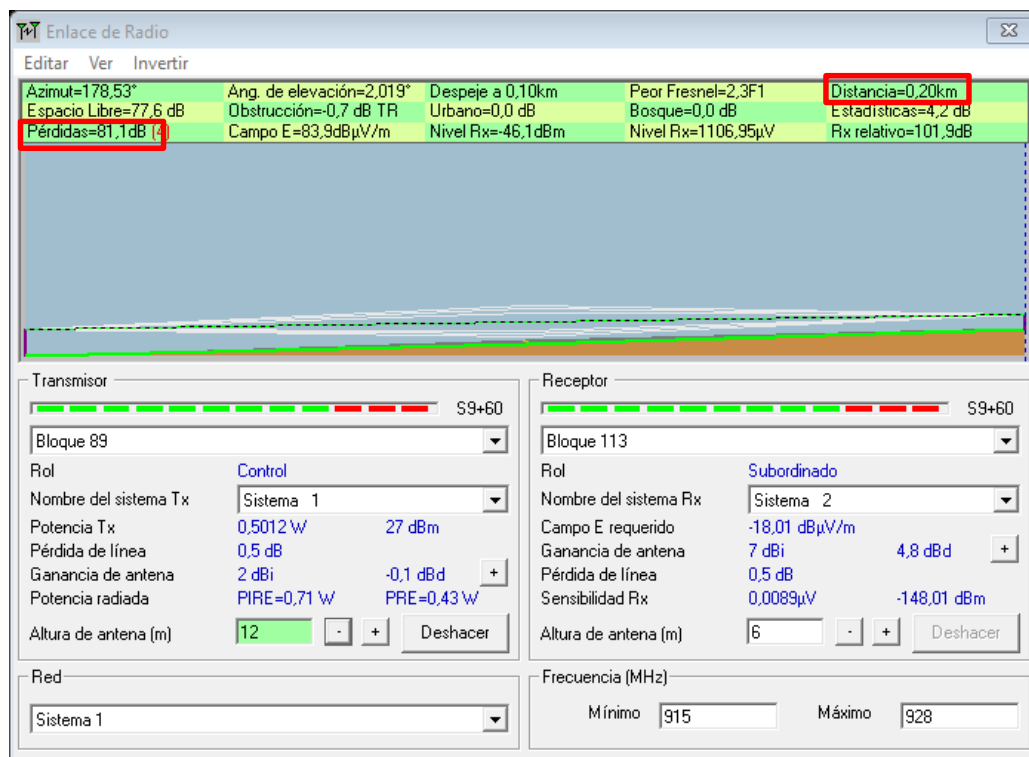 Enlace de Radio
Editar Ver Invertir
Azimut=178,53° Ang. de elevación=2,019° Despeje a 0,10km Peor Fresnel=2,3F1 Distancia=0,20km
Espacio Libre=77,6 dB Obstrucción=-0,7 dB TR Urbano=0,0 dB Bosque=0,0 dB Estadísticas=4,2 dB
Pérdidas=81,1dB (4) Campo E=83,9dBµV/m Nivel Rx=-46,1dBm Nivel Rx=1106,95µV Rx relativo=101,9dB
Transmisor Receptor
S9+60 S9+60
Bloque 89 Bloque 113
Rol Control Rol Subordinado
Nombre del sistema Tx Sistema 1 Nombre del sistema Rx Sistema 2
Potencia Tx 0,5012 W 27 dBm Campo E requerido -18,01 dBµV/m
Pérdida de línea 0,5 dB Ganancia de antena 7 dBi 4,8 dBd +
Ganancia de antena 2 dBi -0,1 dBd + Pérdida de línea 0,5 dB
Potencia radiada PIRE=0,71 W PRE=0,43 W Sensibilidad Rx 0,0089µV -148,01 dBm
Altura de antena (m) 12 - + Deshacer Altura de antena (m) 6 - + Deshacer
Red Frecuencia (MHz)
Sistema 1 Mínimo 915 Máximo 928